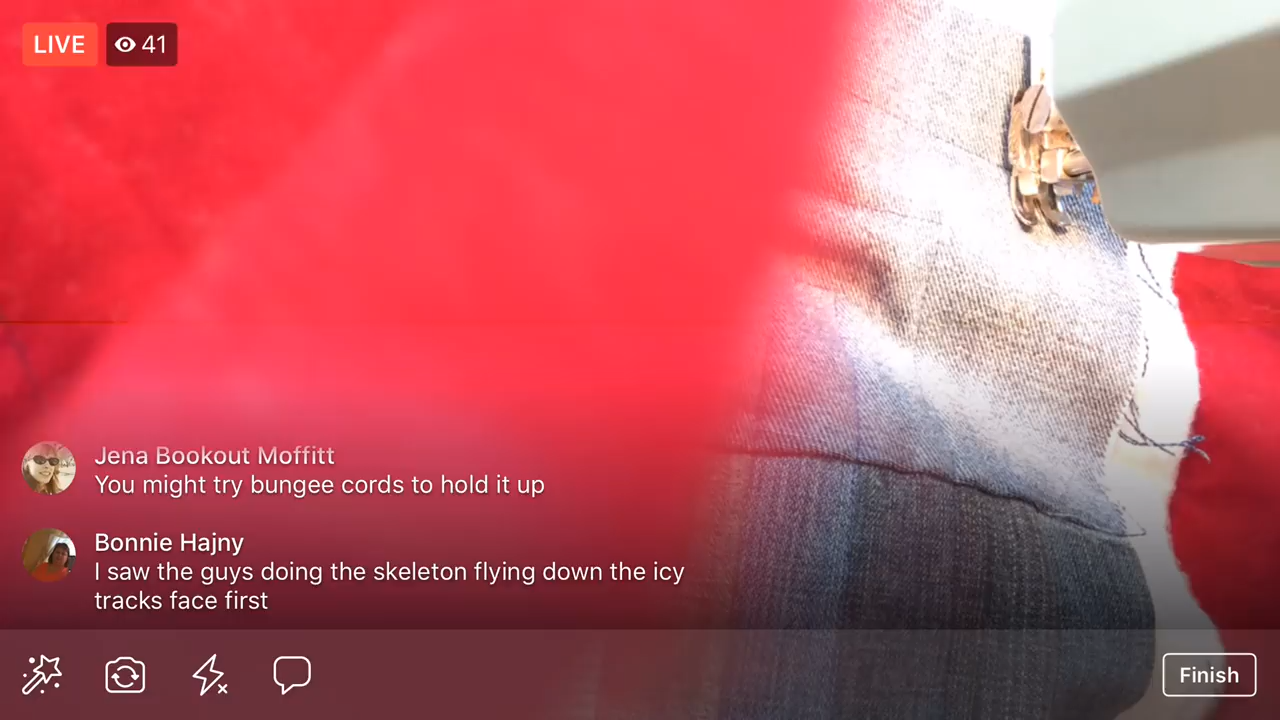 LIVE
41
Jena Bookout Moffitt
You might try bungee cords to hold it up
Bonnie Hajny
I saw the guys doing the skeleton flying down the icy
tracks face first
Finish